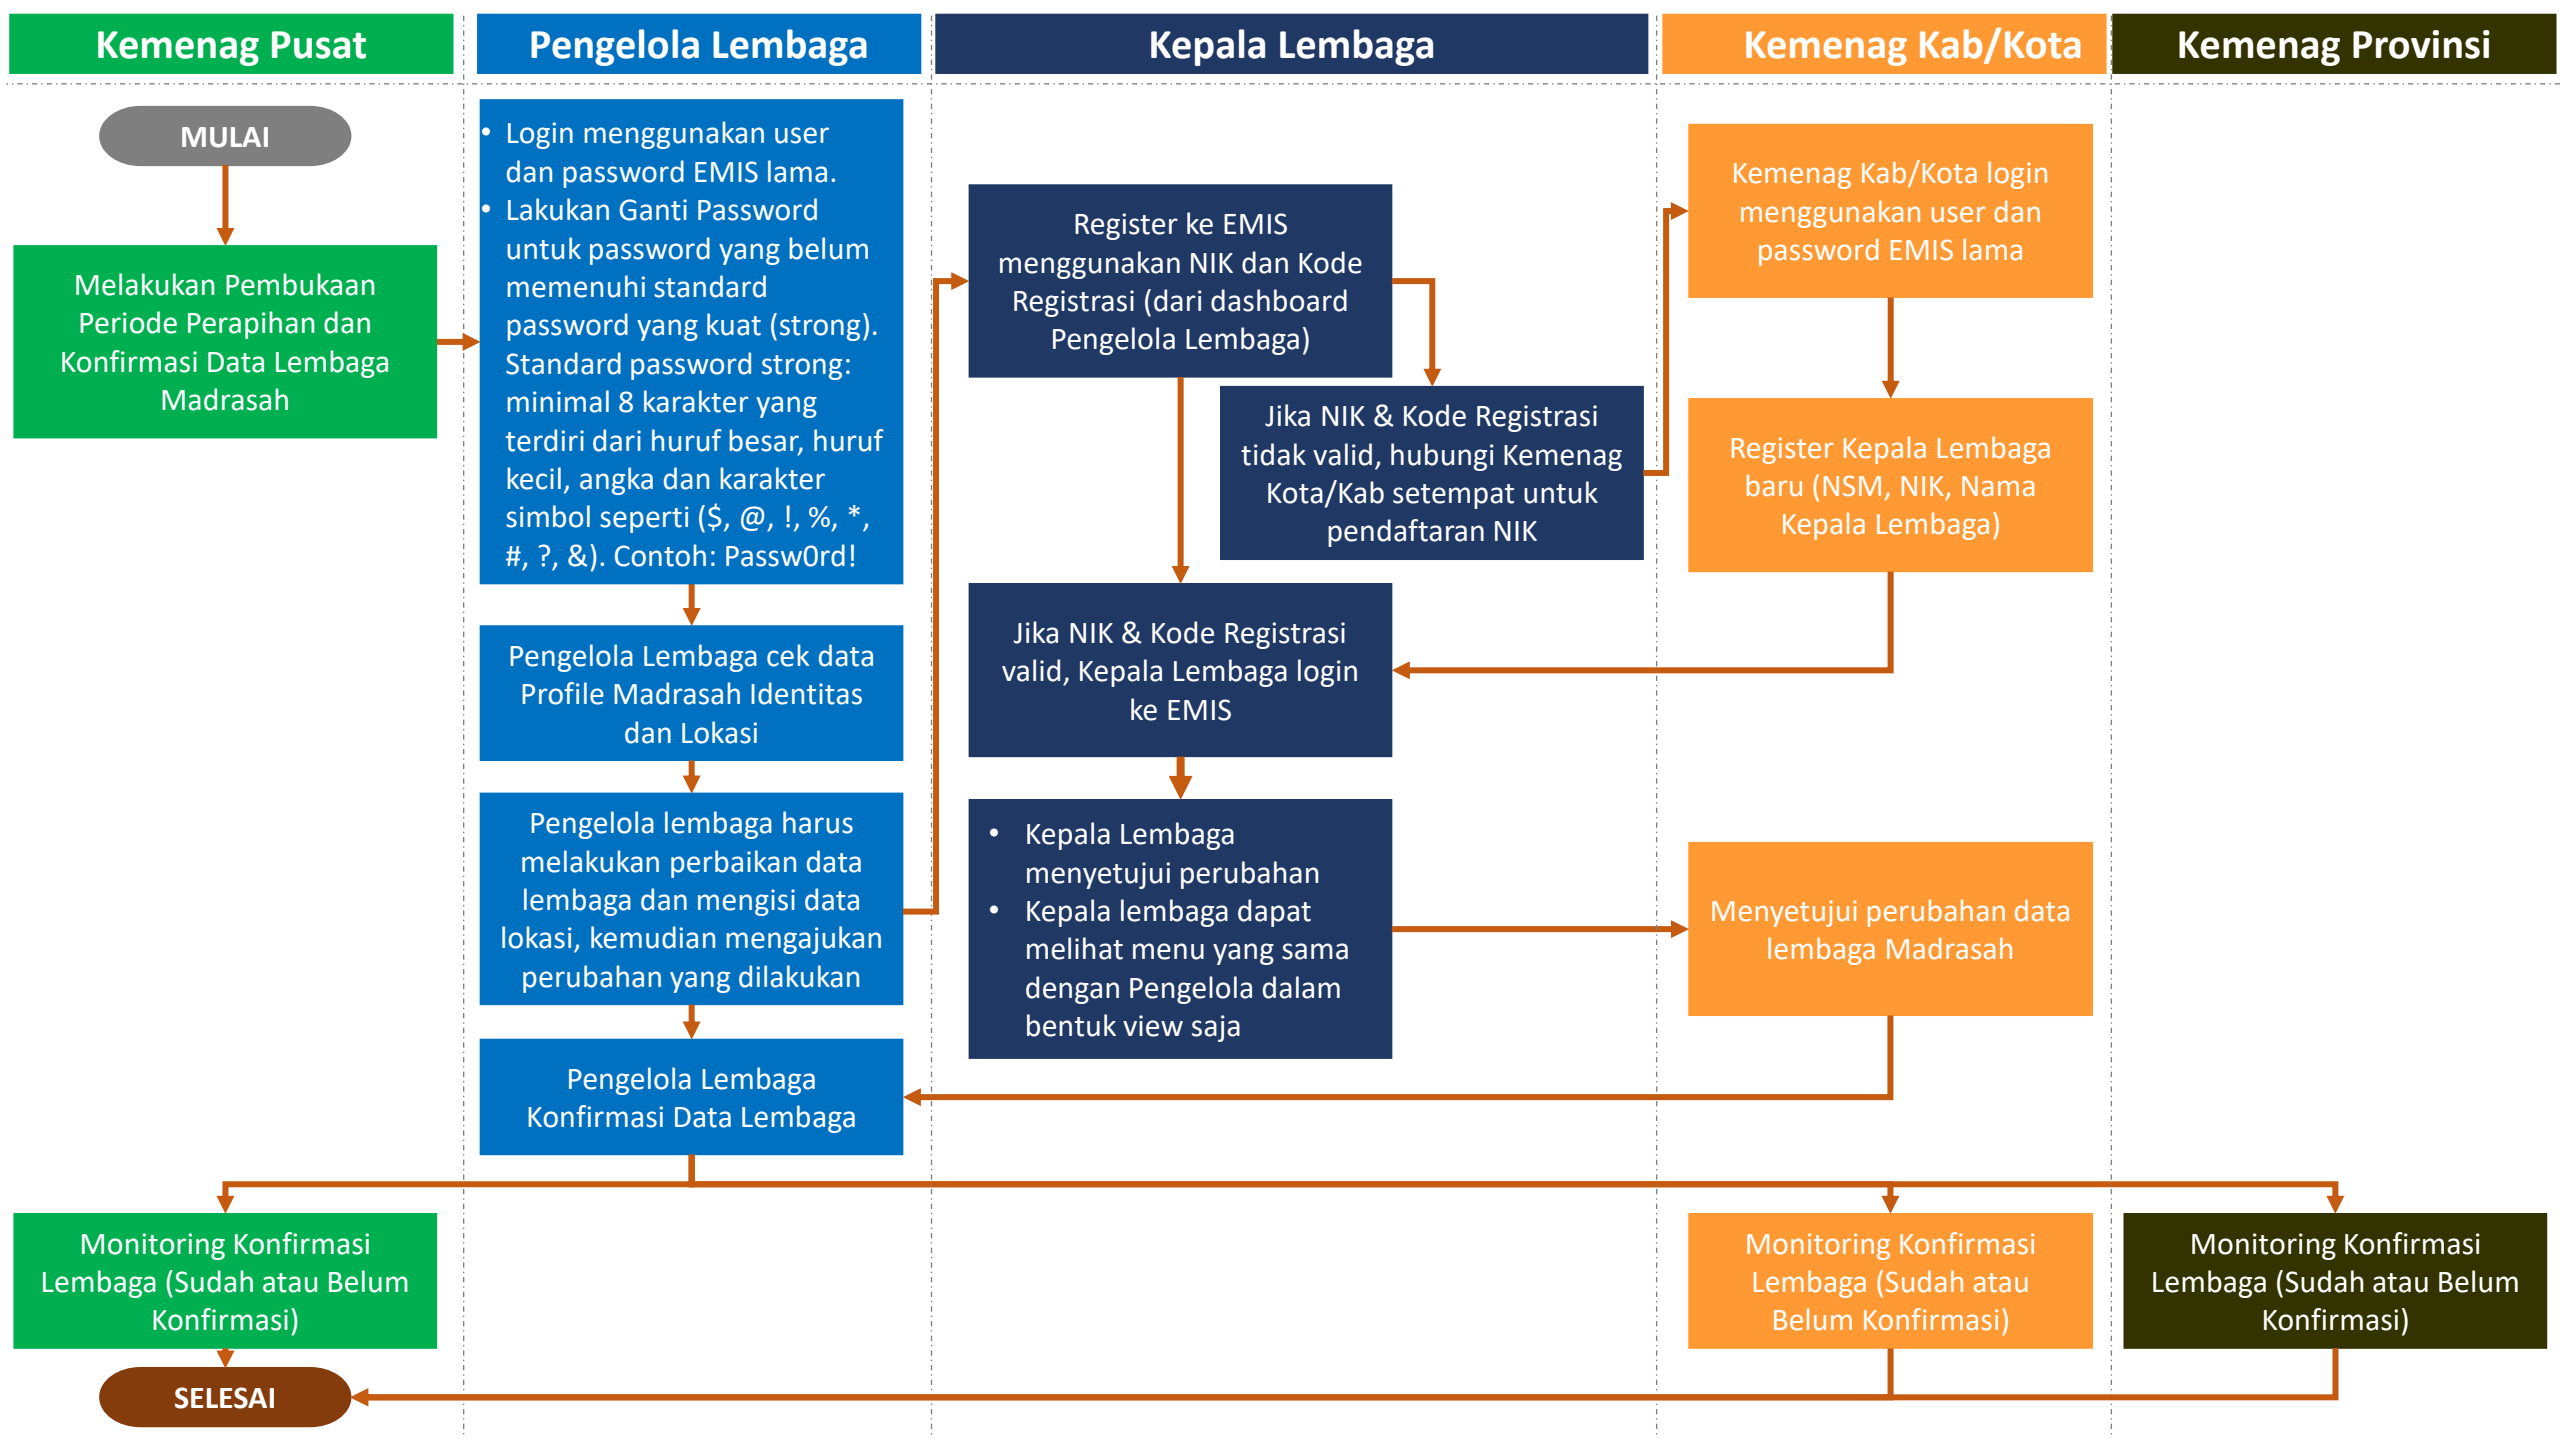 Kemenag Pusat
Pengelola Lembaga
Kepala Lembaga
Kemenag Kab/Kota
Kemenag Provinsi
MULAI
Melakukan Pembukaan
Periode Perapihan dan
Konfirmasi Data Lembaga
Madrasah
• Login menggunakan user
dan password EMIS lama.
• Lakukan Ganti Password
untuk password yang belum
memenuhi standard
password yang kuat (strong).
Standard password strong:
minimal 8 karakter yang
terdiri dari huruf besar, huruf
kecil, angka dan karakter
simbol seperti ($, @, !, %, *,
#, ?, &). Contoh: Passw0rd!
Pengelola Lembaga cek data
Profile Madrasah Identitas
dan Lokasi
Pengelola lembaga harus
melakukan perbaikan data
lembaga dan mengisi data
lokasi, kemudian mengajukan
perubahan yang dilakukan
Pengelola Lembaga
Konfirmasi Data Lembaga
Register ke EMIS
menggunakan NIK dan Kode
Registrasi (dari dashboard
Pengelola Lembaga)
Jika NIK & Kode Registrasi
tidak valid, hubungi Kemenag
Kota/Kab setempat untuk
pendaftaran NIK
Jika NIK & Kode Registrasi
valid, Kepala Lembaga login
ke EMIS
• Kepala Lembaga
menyetujui perubahan
• Kepala lembaga dapat
melihat menu yang sama
dengan Pengelola dalam
bentuk view saja
Kemenag Kab/Kota login
menggunakan user dan
password EMIS lama
Register Kepala Lembaga
baru (NSM, NIK, Nama
Kepala Lembaga)
Menyetujui perubahan data
lembaga Madrasah
Monitoring Konfirmasi
Lembaga (Sudah atau Belum
Konfirmasi)
Monitoring Konfirmasi
Lembaga (Sudah atau
Belum Konfirmasi)
Monitoring Konfirmasi
Lembaga (Sudah atau Belum
Konfirmasi)
SELESAI